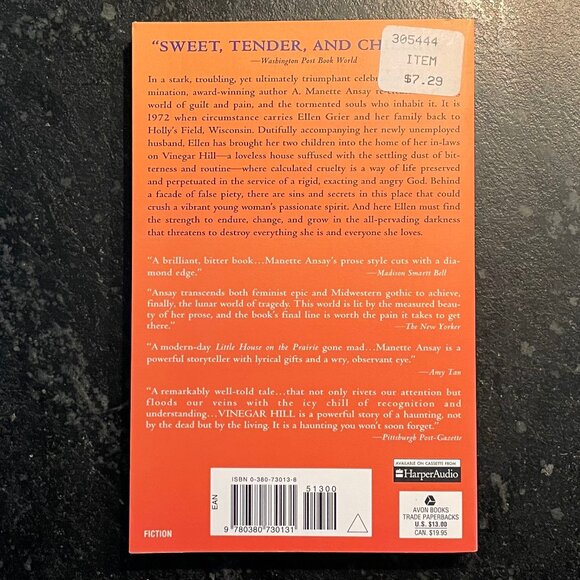 "SWEET, TENDER, AND
305444
ITEM
$7.29
—Washington Post Book World
In a stark, troubling, yet ultimately triumphant
mination, award-winning author A. Manette Ansay
world of guilt and pain, and the tormented souls who inhabit it. It is
1972 when circumstance carries Ellen Grier and her family back to
Holly's Field, Wisconsin. Dutifully accompanying her newly unemployed
husband, Ellen has brought her two children into the home of her in-laws
on Vinegar Hill—a loveless house suffused with the settling dust of bit-
terness and routine—where calculated cruelty is a way of life preserved
and perpetuated in the service of a rigid, exacting and angry God. Behind
a facade of false piety, there are sins and secrets in this place that could
crush a vibrant young woman's passionate spirit. And here Ellen must find
the strength to endure, change, and grow in the all-pervading darkness
that threatens to destroy everything she is and everyone she loves.
"A brilliant, bitter book...Manette Ansay's prose style cuts with a dia-
mond edge." —Madison Smartt Bell
"Ansay transcends both feminist epic and Midwestern gothic to achieve,
finally, the lunar world of tragedy. This world is lit by the measured beau-
ty of her prose, and the book's final line is worth the pain it takes to get
there." —The New Yorker
"A modern-day Little House on the Prairie gone mad...Manette Ansay is a
powerful storyteller with lyrical gifts and a wry, observant eye."
—Amy Tan
"A remarkably well-told tale...that not only rivets our attention but
floods our veins with the icy chill of recognition and
understanding...VINEGAR HILL is a powerful story of a haunting, not
by the dead but by the living. It is a haunting you won't soon forget."
—Pittsburgh Post-Gazette
AVAILABLE ON CASSETTE FROM
HarperAudio
ISBN 0-380-73013-8
51300
EAN
9 780380 730131
FICTION
AVON BOOKS
TRADE PAPERBACKS
U.S. $13.00
CAN. $19.95